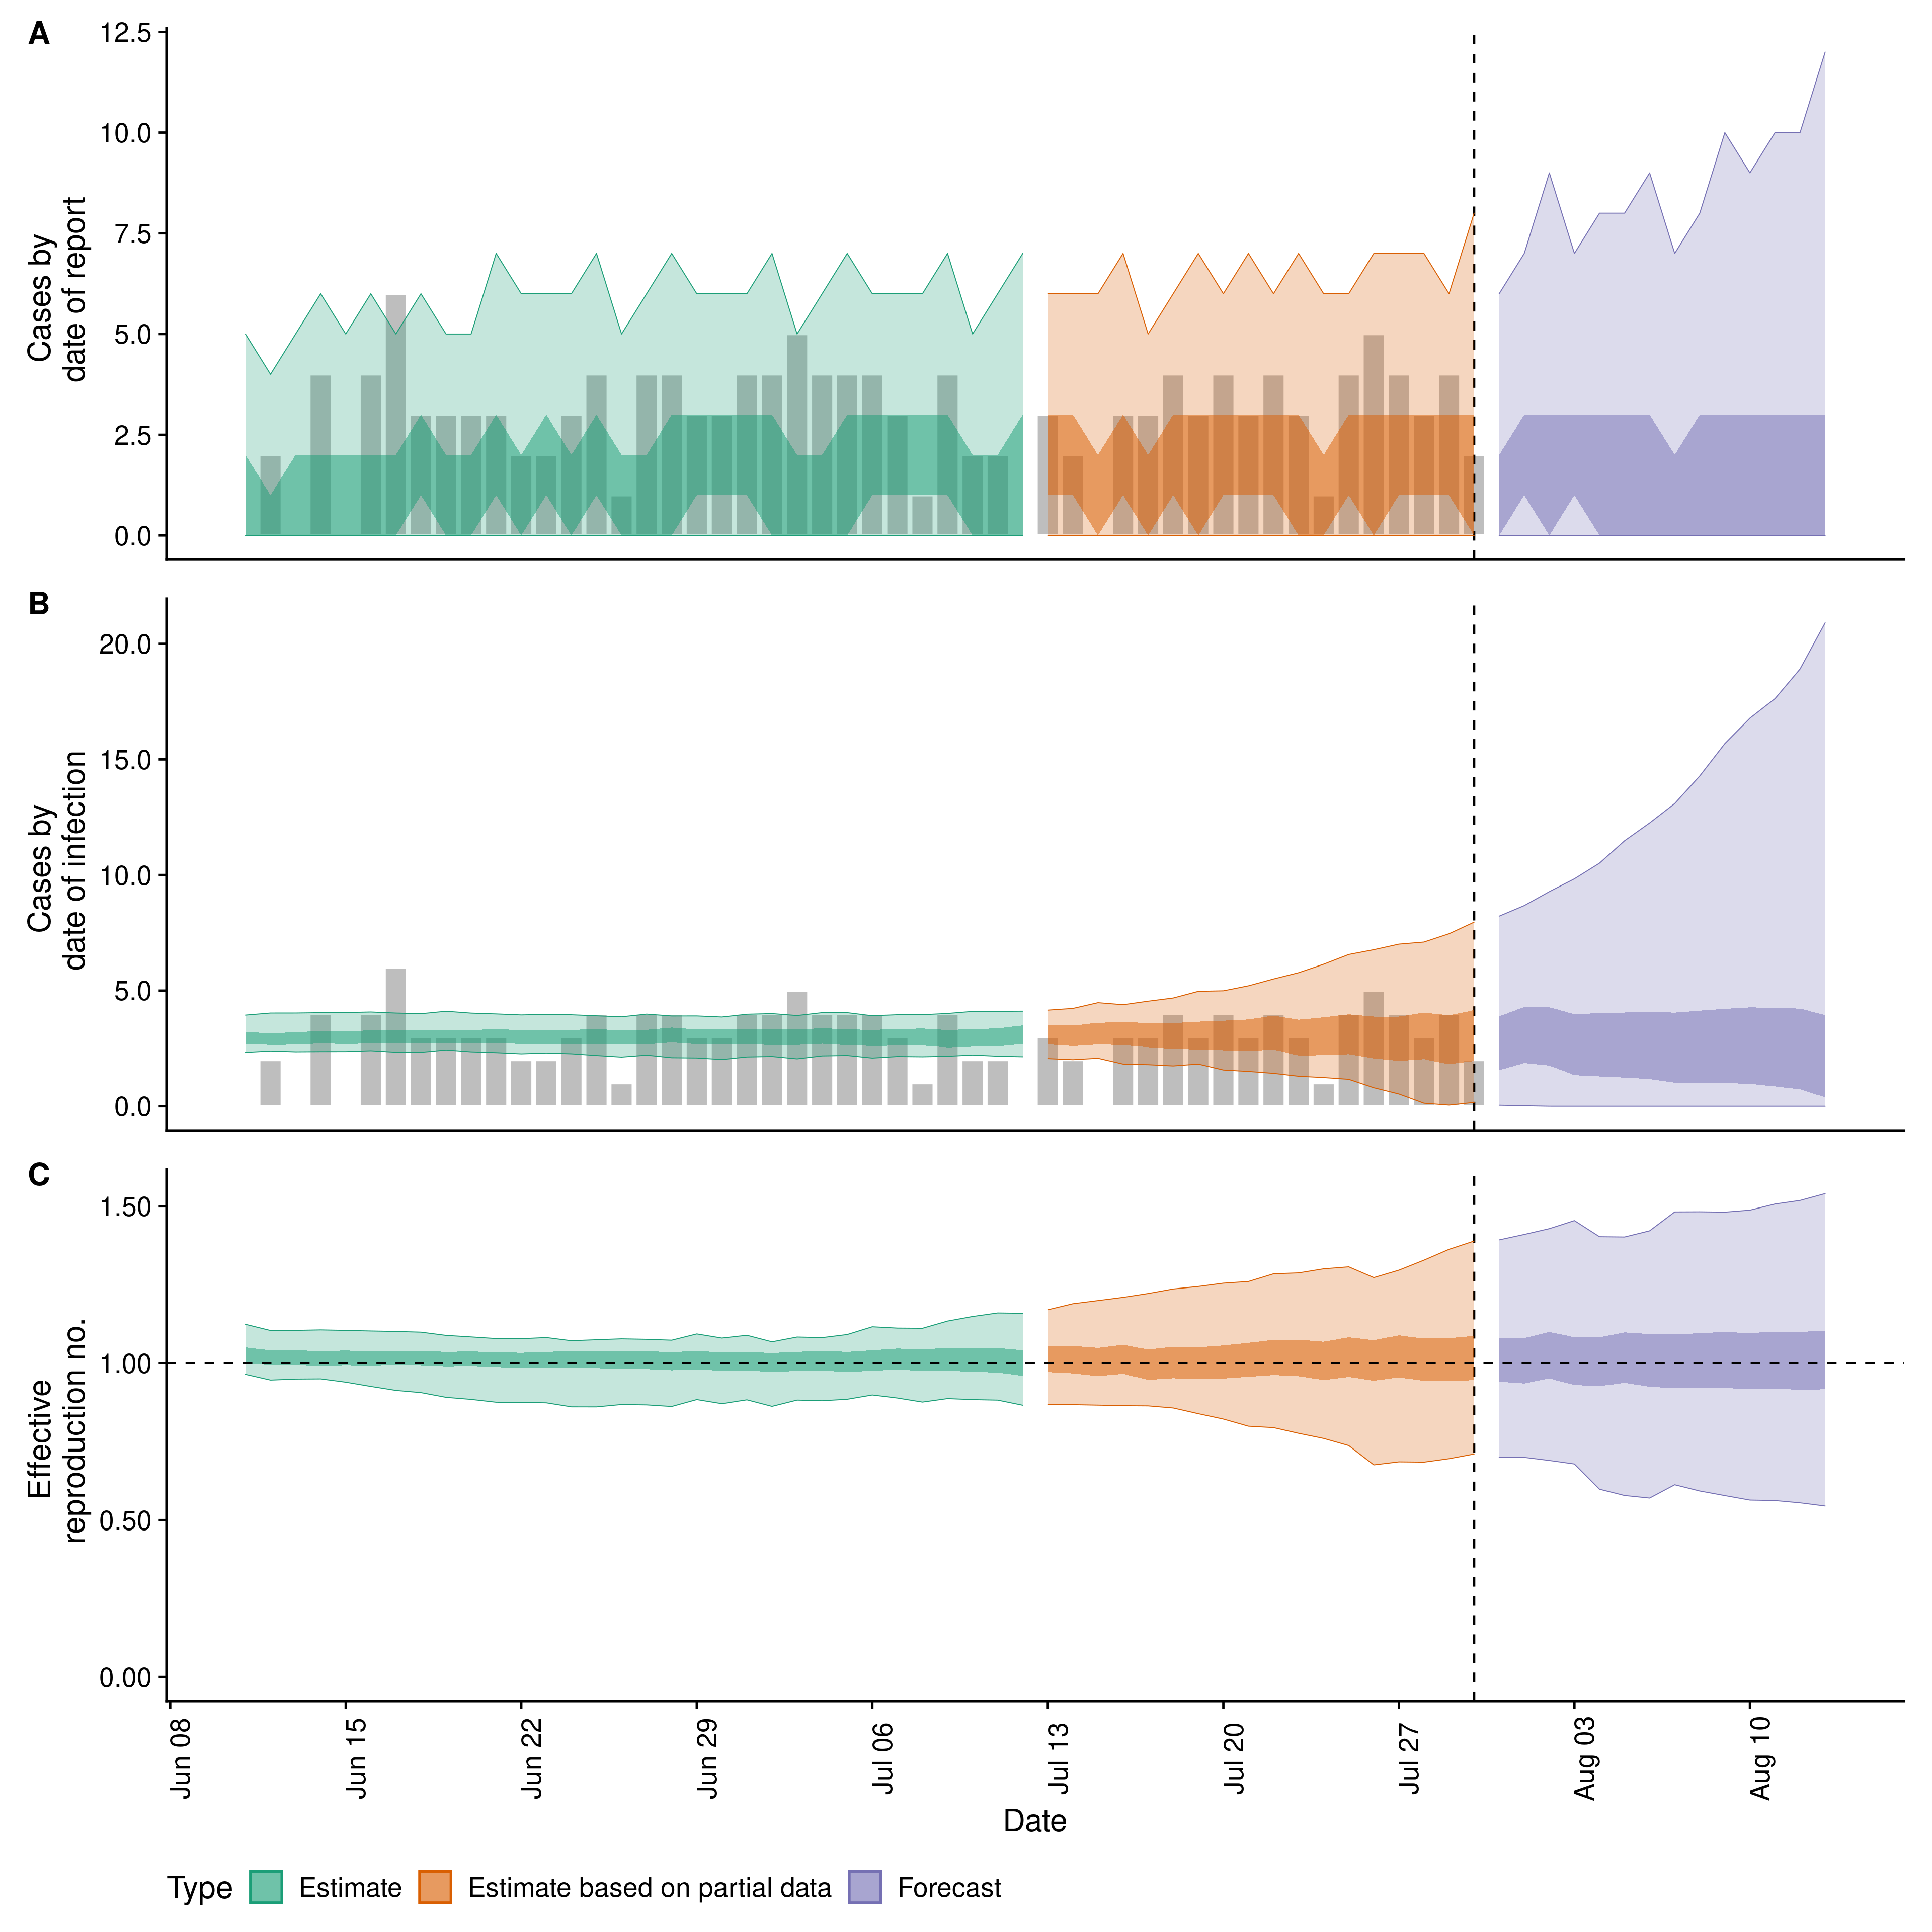 A
12.5
10.0
7.5
5.0
2.5
0.0
Cases by
date of report
B
20.0
15.0
10.0
5.0
0.0
Cases by
date of infection
C
1.50
1.00
0.50
0.00
Effective
reproduction no.
Jun 08
Jun 15
Jun 22
Jun 29
Jul 06
Jul 13
Jul 20
Jul 27
Aug 03
Aug 10
Date
Type Estimate Estimate based on partial data Forecast